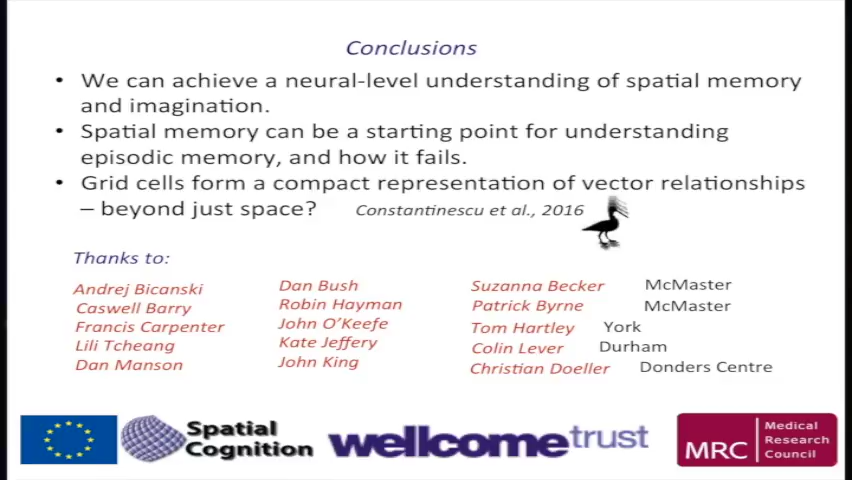 Conclusions
• We can achieve a neural-level understanding of spatial memory
and imagination.
• Spatial memory can be a starting point for understanding
episodic memory, and how it fails.
• Grid cells form a compact representation of vector relationships
– beyond just space? Constantinescu et al., 2016
Thanks to:
Andrej Bicanski Dan Bush Suzanna Becker McMaster
Caswell Barry Robin Hayman Patrick Byrne McMaster
Francis Carpenter John O'Keefe Tom Hartley York
Lili Tcheang Kate Jeffery Colin Lever Durham
Dan Manson John King Christian Doeller Donders Centre
Spatial
Cognition
wellcometrust
MRC
Medical
Research
Council